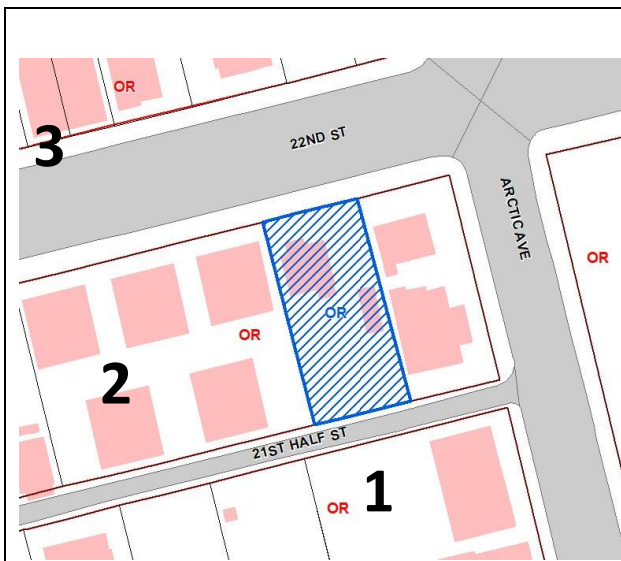 OR
3
22ND ST
ARCTIC AVE
OR
OR
OR
2
21ST HALF ST
OR
1